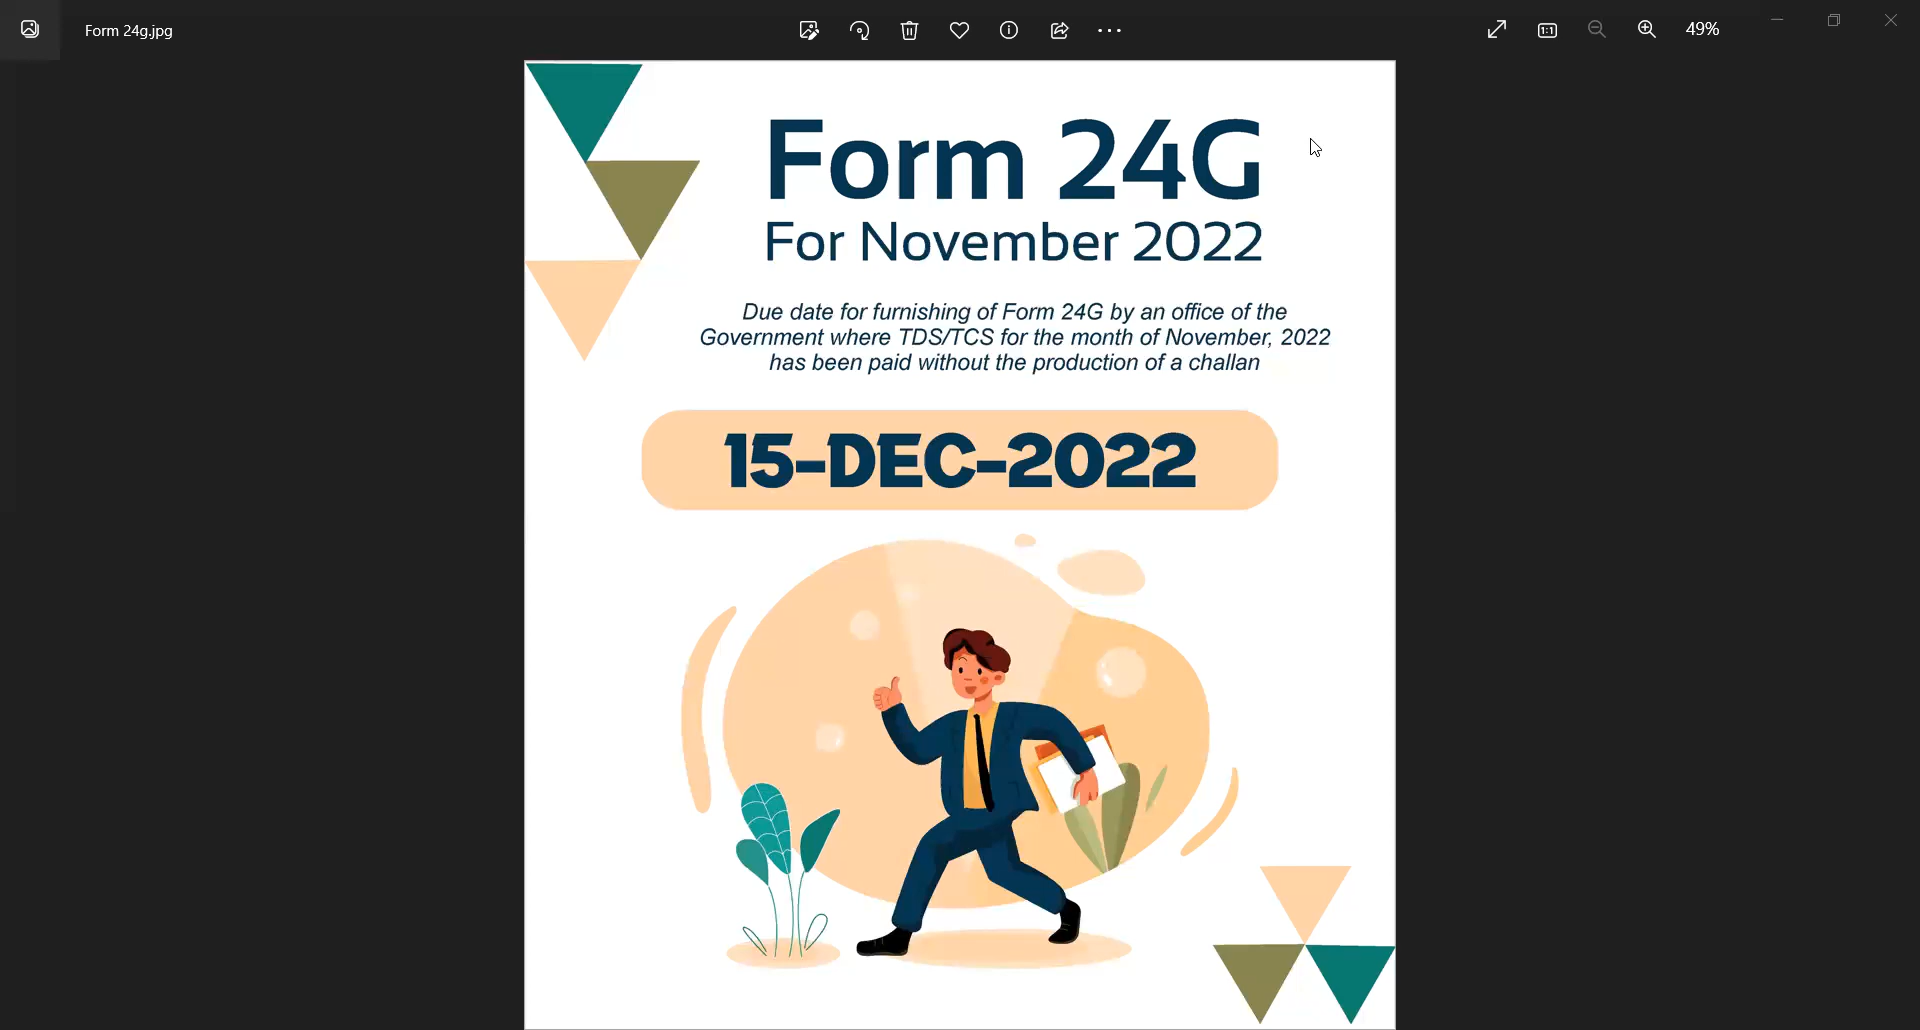 Form 24g.jpg
49%
Form 24G
For November 2022
Due date for furnishing of Form 24G by an office of the
Government where TDS/TCS for the month of November, 2022
has been paid without the production of a challan
15-DEC-2022